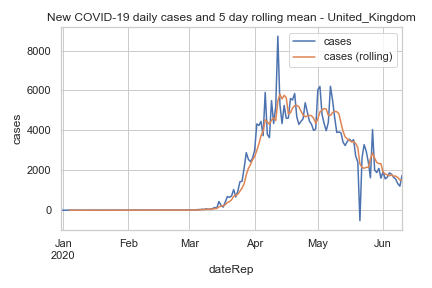 New COVID-19 daily cases and 5 day rolling mean - United_Kingdom
cases
cases (rolling)
8000
6000
4000
2000
0
cases
Jan
2020
Feb
Mar
Apr
May
Jun
dateRep